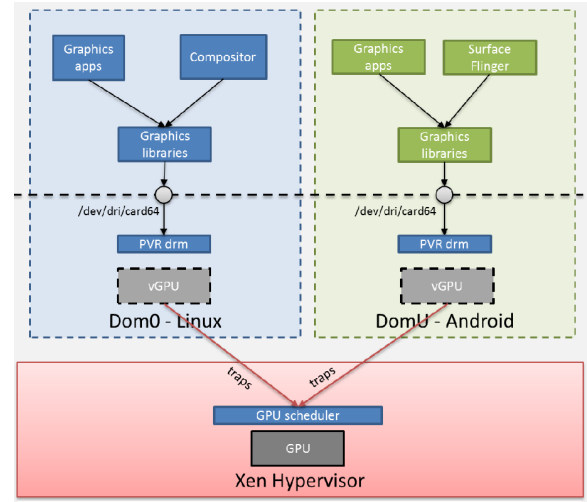 Graphics
apps
Compositor
Graphics
libraries
/dev/dri/card64
PVR drm
vGPU
Dom0 - Linux
Graphics
apps
Surface
Flinger
Graphics
libraries
/dev/dri/card64
PVR drm
vGPU
DomU - Android
traps
traps
GPU scheduler
GPU
Xen Hypervisor